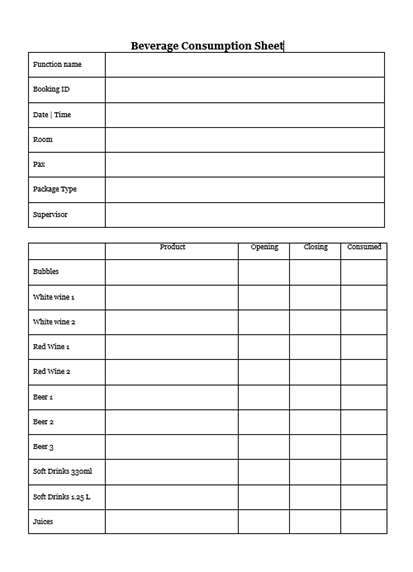 Beverage Consumption Sheet
Function name
Booking ID
Date | Time
Room
Pax
Package Type
Supervisor
Product Opening Closing Consumed
Bubbles
White wine 1
White wine 2
Red Wine 1
Red Wine 2
Beer 1
Beer 2
Beer 3
Soft Drinks 330ml
Soft Drinks 1.25 L
Juices